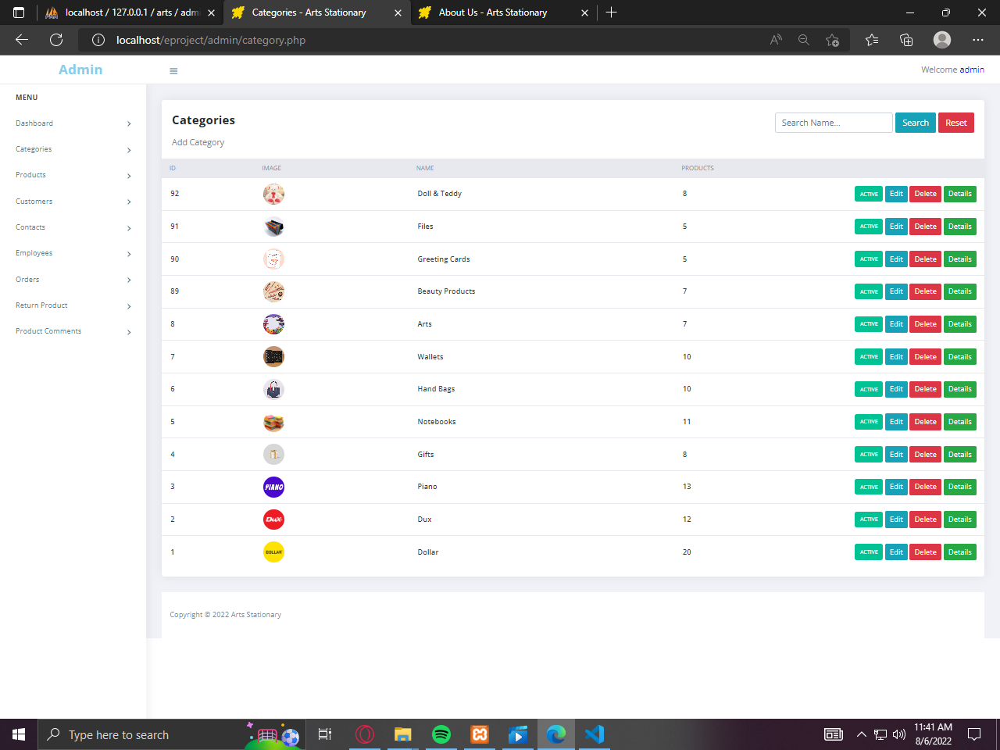 localhost / 127.0.0.1 / arts / adm
Categories - Arts Stationary
About Us - Arts Stationary
localhost/eproject/admin/category.php
Admin
Welcome admin
MENU
Dashboard
Categories
Products
Customers
Contacts
Employees
Orders
Return Product
Product Comments
Categories
Search Name...
Search
Reset
Add Category
ID IMAGE NAME PRODUCTS
92 Doll & Teddy 8 ACTIVE Edit Delete Details
91 Files 5 ACTIVE Edit Delete Details
90 Greeting Cards 5 ACTIVE Edit Delete Details
89 Beauty Products 7 ACTIVE Edit Delete Details
8 Arts 7 ACTIVE Edit Delete Details
7 Wallets 10 ACTIVE Edit Delete Details
6 Hand Bags 10 ACTIVE Edit Delete Details
5 Notebooks 11 ACTIVE Edit Delete Details
4 Gifts 8 ACTIVE Edit Delete Details
3 PIANO Piano 13 ACTIVE Edit Delete Details
2 Dux Dux 12 ACTIVE Edit Delete Details
1 DOLLAR Dollar 20 ACTIVE Edit Delete Details
Copyright © 2022 Arts Stationary
Type here to search
11:41 AM
8/6/2022